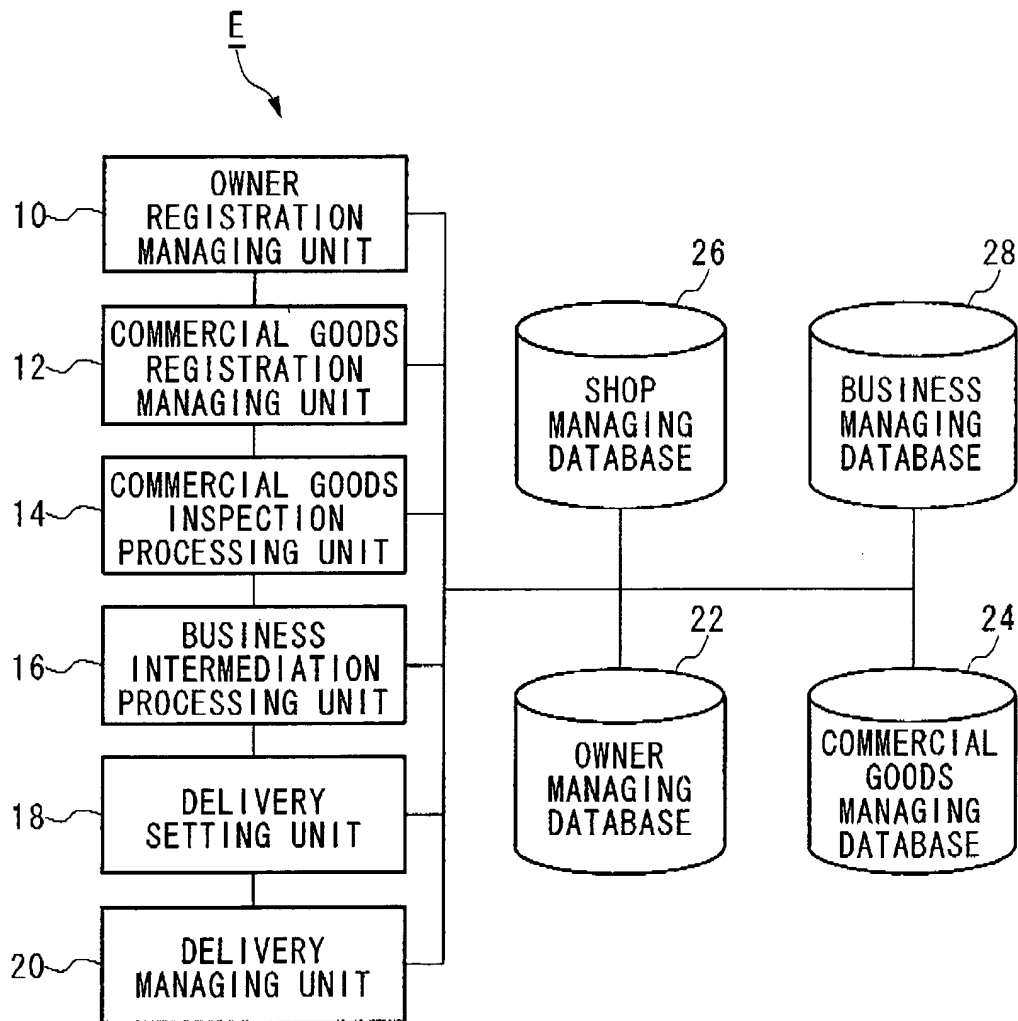 E
10
OWNER
REGISTRATION
MANAGING UNIT
12
COMMERCIAL GOODS
REGISTRATION
MANAGING UNIT
14
COMMERCIAL GOODS
INSPECTION
PROCESSING UNIT
16
BUSINESS
INTERMEDIATION
PROCESSING UNIT
18
DELIVERY
SETTING UNIT
20
DELIVERY
MANAGING UNIT
26
SHOP
MANAGING
DATABASE
28
BUSINESS
MANAGING
DATABASE
22
OWNER
MANAGING
DATABASE
24
COMMERCIAL
GOODS
MANAGING
DATABASE